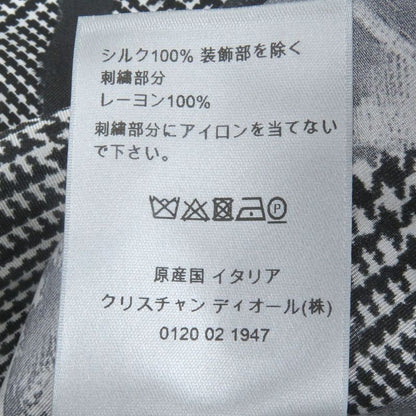 シルク100% 装飾部を除く
刺繍部分
レーヨン100%
刺繍部分にアイロンを当てない
で下さい。
P
原産国 イタリア
クリスチャン ディオール(株)
0120 02 1947